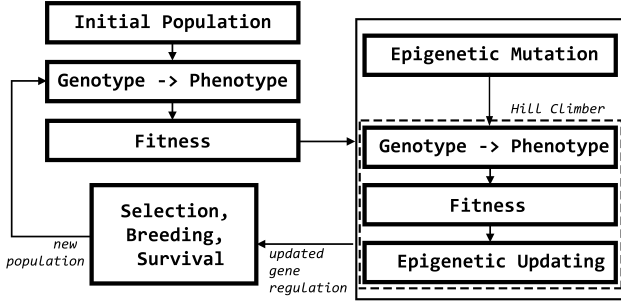 Initial Population
Genotype -> Phenotype
Fitness
Selection,
Breeding,
Survival
new
population
updated
gene
regulation
Epigenetic Mutation
Hill Climber
Genotype -> Phenotype
Fitness
Epigenetic Updating